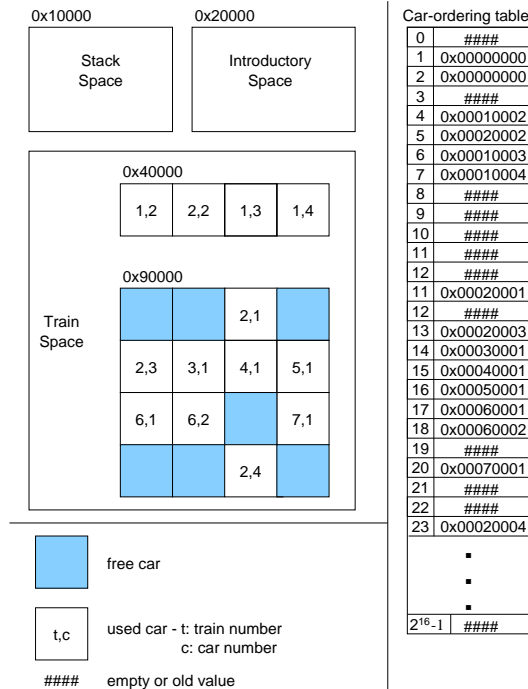 0x10000
0x20000
Stack
Space
Introductory
Space
0x40000
1,2 2,2 1,3 1,4
0x90000
2,1
2,3 3,1 4,1 5,1
6,1 6,2 7,1
2,4
Train
Space
free car
t,c
used car - t: train number
c: car number
#### empty or old value
Car-ordering table
0 ####
1 0x00000000
2 0x00000000
3 ####
4 0x00010002
5 0x00020002
6 0x00010003
7 0x00010004
8 ####
9 ####
10 ####
11 ####
12 ####
11 0x00020001
12 ####
13 0x00020003
14 0x00030001
15 0x00040001
16 0x00050001
17 0x00060001
18 0x00060002
19 ####
20 0x00070001
21 ####
22 ####
23 0x00020004
2¹⁶-1 ####